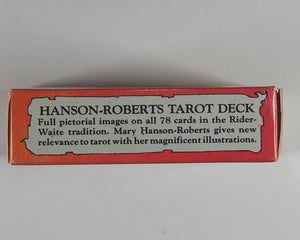 HANSON-ROBERTS TAROT DECK
Full pictorial images on all 78 cards in the Rider-
Waite tradition. Mary Hanson-Roberts gives new
relevance to tarot with her magnificent illustrations.